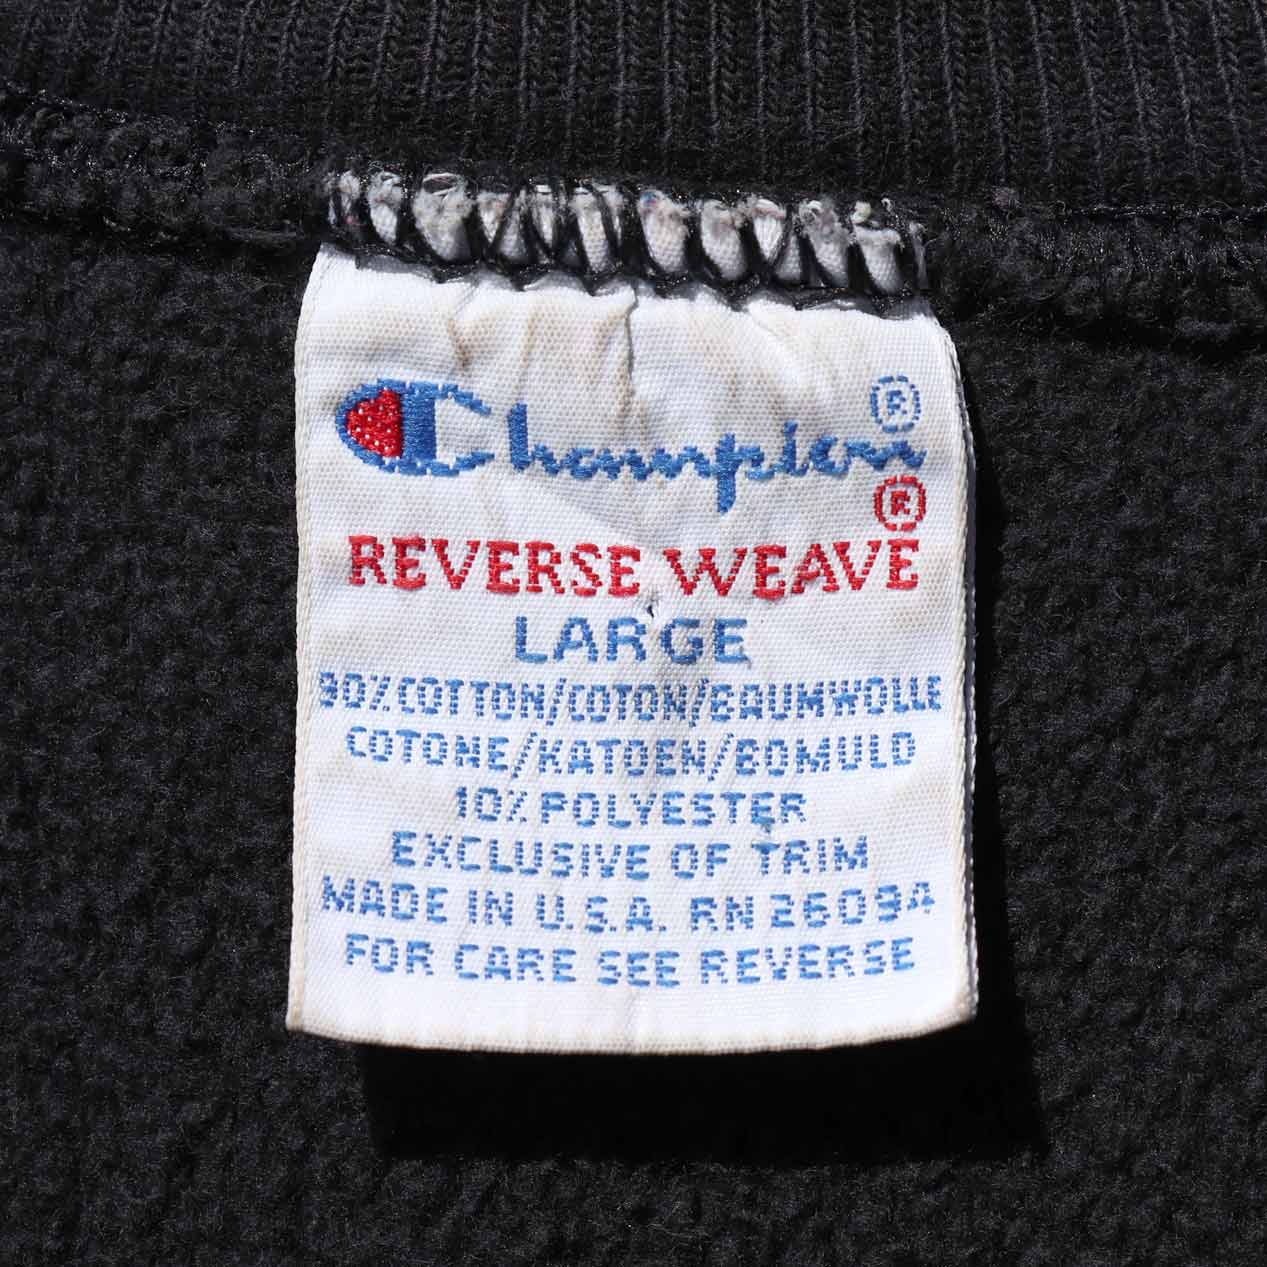 Champion ®
®
REVERSE WEAVE
LARGE
90% COTTON/COTON/BAUMWOLLE
COTONE/KATOEN/BOMULD
10% POLYESTER
EXCLUSIVE OF TRIM
MADE IN U.S.A. RN 26094
FOR CARE SEE REVERSE